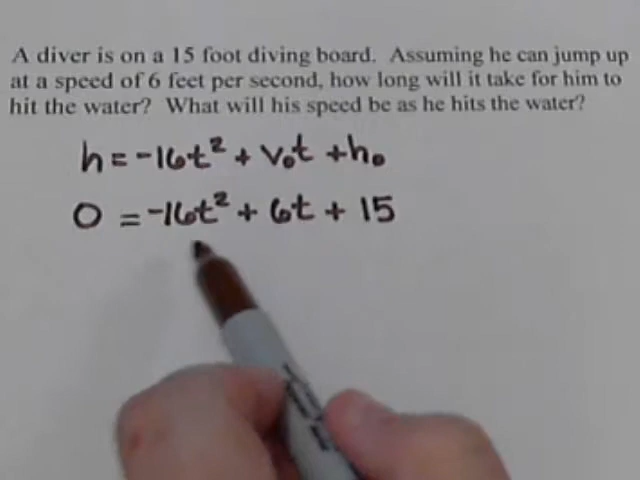 A diver is on a 15 foot diving board. Assuming he can jump up
at a speed of 6 feet per second, how long will it take for him to
hit the water? What will his speed be as he hits the water?
h = -16t² + v₀t + h₀
0 = -16t² + 6t + 15